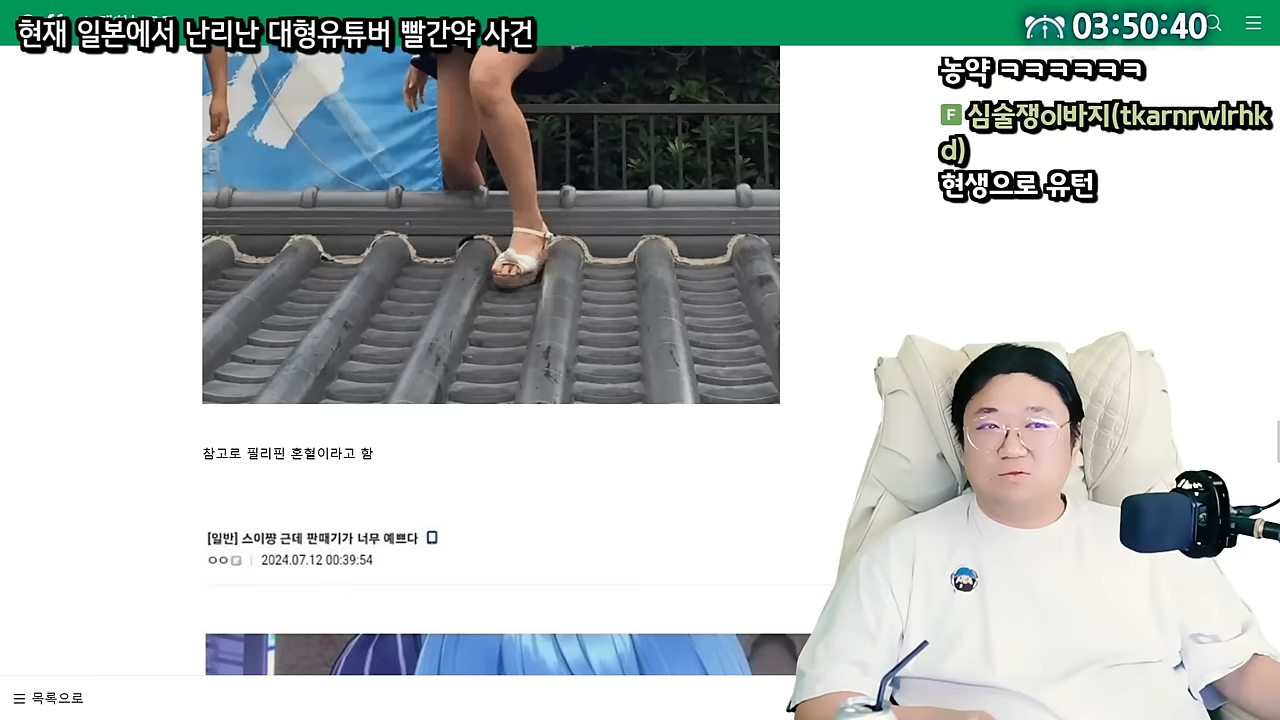 현재 일본에서 난리난 대형유튜버 빨간약 사건
03:50:40
농약 ㅋㅋㅋㅋㅋㅋ
F 심술쟁이바지(tkarnrwlrhk
d)
현생으로 유턴
참고로 필리핀 혼혈이라고 함
[일반] 스이쨩 근데 판때기가 너무 예쁘다
ㅇㅇ | 2024.07.12 00:39:54
목록으로